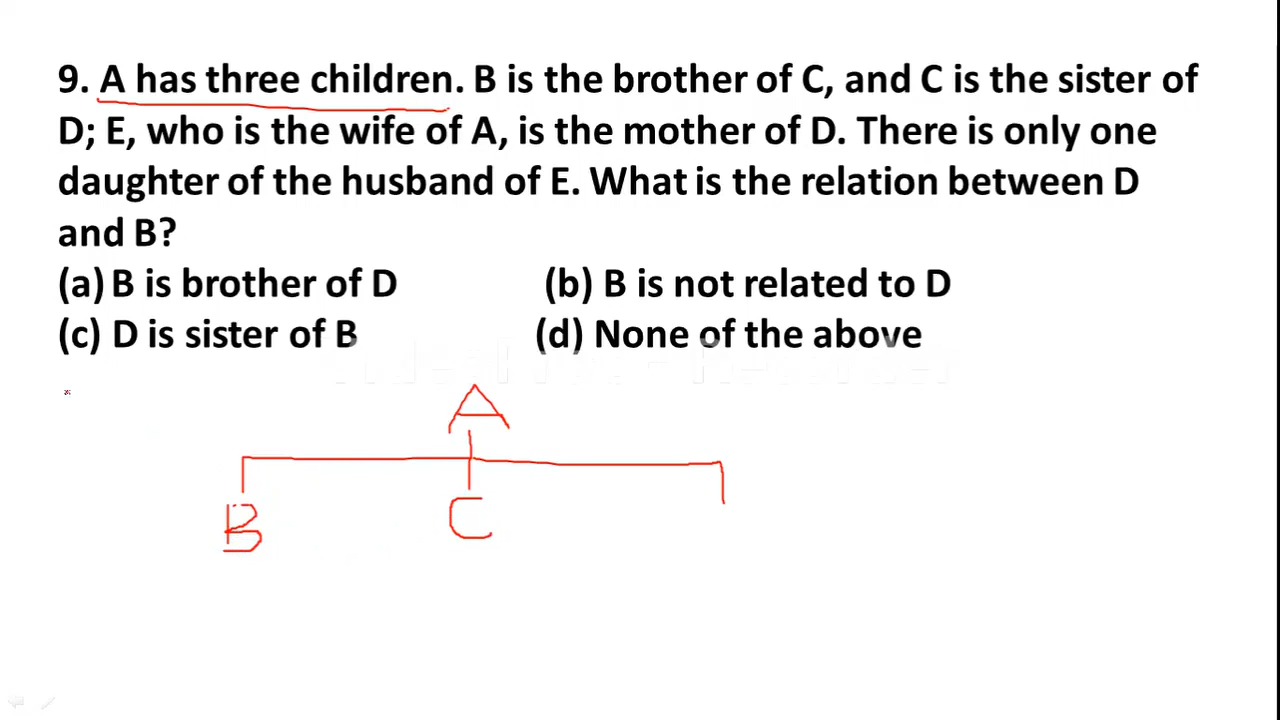 9. A has three children. B is the brother of C, and C is the sister of
D; E, who is the wife of A, is the mother of D. There is only one
daughter of the husband of E. What is the relation between D
and B?
(a) B is brother of D (b) B is not related to D
(c) D is sister of B (d) None of the above
A
B C